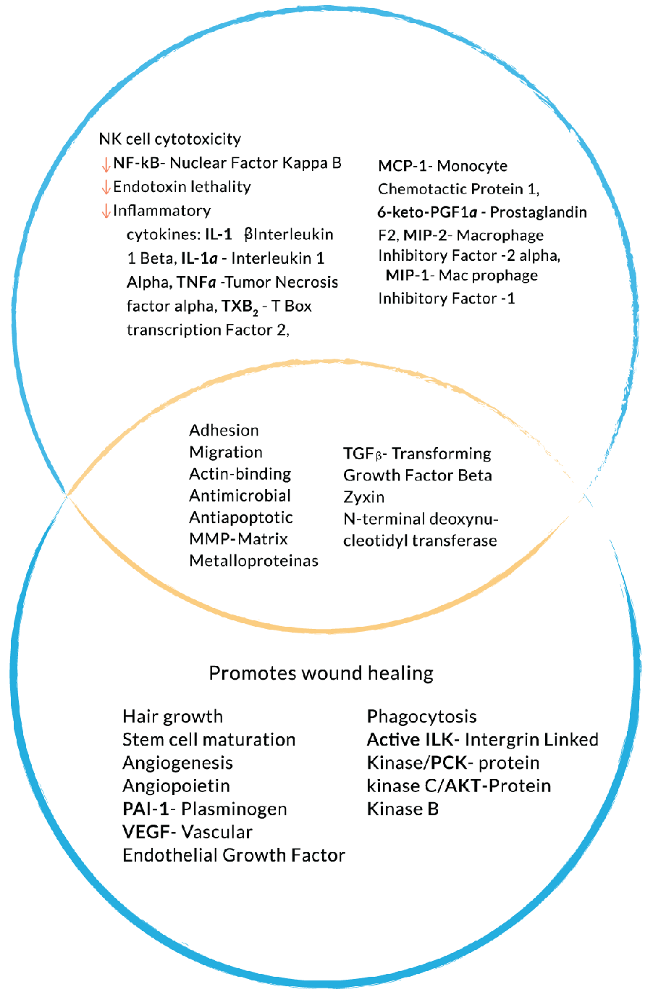 NK cell cytotoxicity
↓NF-kB- Nuclear Factor Kappa B
↓Endotoxin lethality
↓Inflammatory
cytokines: IL-1 βInterleukin
1 Beta, IL-1a - Interleukin 1
Alpha, TNFa -Tumor Necrosis
factor alpha, TXB2 - T Box
transcription Factor 2,
MCP-1- Monocyte
Chemotactic Protein 1,
6-keto-PGF1a - Prostaglandin
F2, MIP-2- Macrophage
Inhibitory Factor -2 alpha,
MIP-1- Mac prophage
Inhibitory Factor -1
Adhesion
Migration
Actin-binding
Antimicrobial
Antiapoptotic
MMP-Matrix
Metalloproteinas
TGFβ- Transforming
Growth Factor Beta
Zyxin
N-terminal deoxynu-
cleotidyl transferase
Promotes wound healing
Hair growth
Stem cell maturation
Angiogenesis
Angiopoietin
PAI-1- Plasminogen
VEGF- Vascular
Endothelial Growth Factor
Phagocytosis
Active ILK- Intergrin Linked
Kinase/PCK- protein
kinase C/AKT-Protein
Kinase B